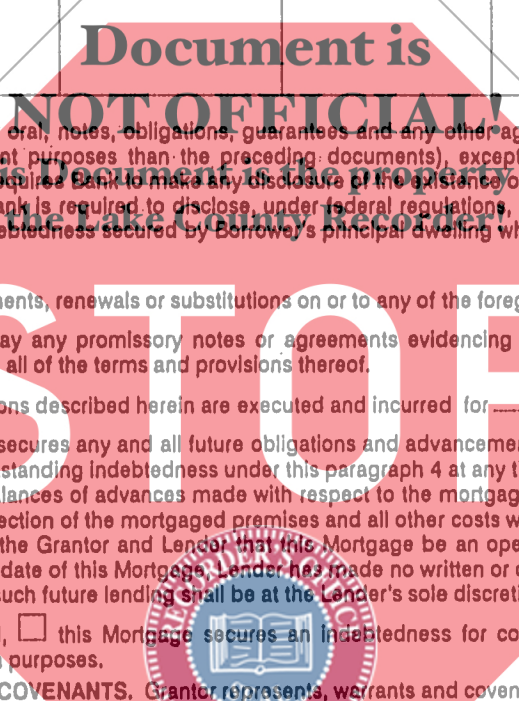 Document is
NOT OFFICIAL!
oral, notes, obligations, guarantees and any other ag
nt purposes than the preceding documents), except
is Document is the property
equires Bank to make any disclosure of the existence o
ank is required to disclose, under federal regulations,
the Lake County Recorder!
ebtedness secured by Borrower's principal dwelling wh
STOP
ments, renewals or substitutions on or to any of the foreg
ay any promissory notes or agreements evidencing
all of the terms and provisions thereof.
ons described herein are executed and incurred for
secures any and all future obligations and advanceme
standing indebtedness under this paragraph 4 at any t
lances of advances made with respect to the mortgag
ection of the mortgaged premises and all other costs w
the Grantor and Lender that this Mortgage be an ope
date of this Mortgage, Lender has made no written or o
such future lending shall be at the Lender's sole discreti
, ☐ this Mortgage secures an indebtedness for co
purposes.
COVENANTS. Grantor represents, warrants and coven